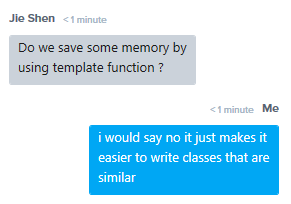 Jie Shen <1 minute
Do we save some memory by
using template function ?
<1 minute Me
i would say no it just makes it
easier to write classes that are
similar